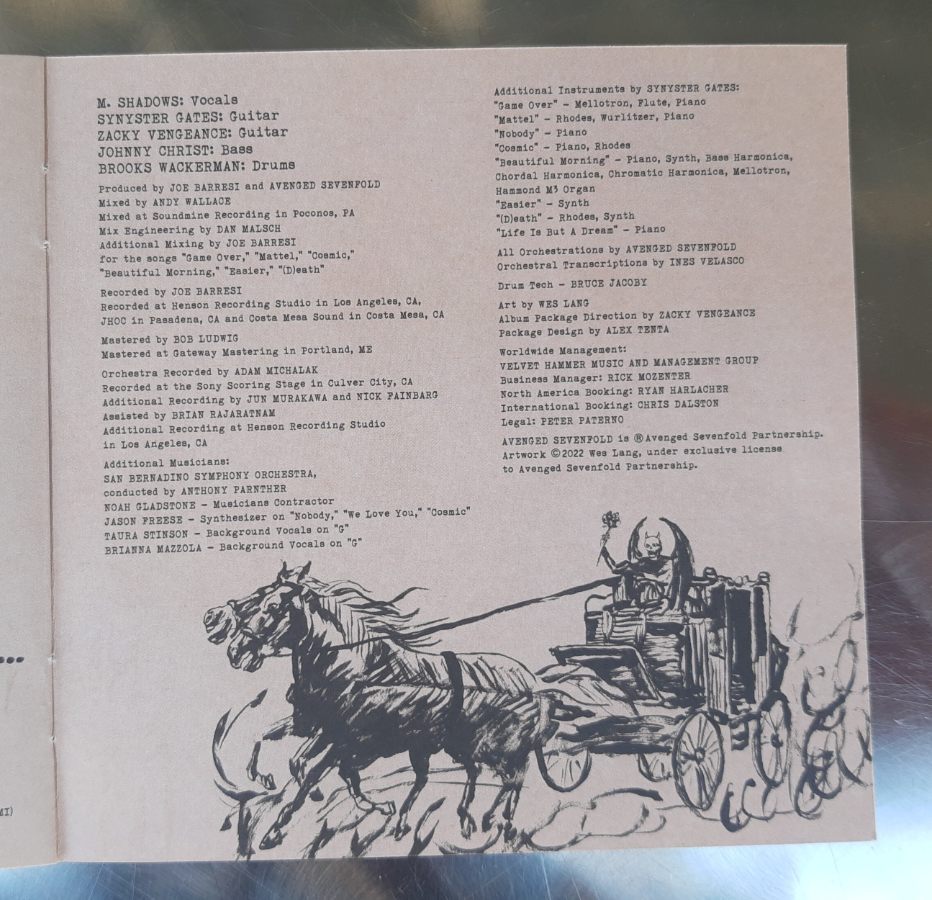 M. SHADOWS: Vocals
SYNYSTER GATES: Guitar
ZACKY VENGEANCE: Guitar
JOHNNY CHRIST: Bass
BROOKS WACKERMAN: Drums
Produced by JOE BARRESI and AVENGED SEVENFOLD
Mixed by ANDY WALLACE
Mixed at Soundmine Recording in Poconos, PA
Mix Engineering by DAN MALSCH
Additional Mixing by JOE BARRESI
for the songs "Game Over," "Mattel," "Cosmic,"
"Beautiful Morning," "Easier," "(D)eath"
Recorded by JOE BARRESI
Recorded at Henson Recording Studio in Los Angeles, CA,
JHOC in Pasadena, CA and Costa Mesa Sound in Costa Mesa, CA
Mastered by BOB LUDWIG
Mastered at Gateway Mastering in Portland, ME
Orchestra Recorded by ADAM MICHALAK
Recorded at the Sony Scoring Stage in Culver City, CA
Additional Recording by JUN MURAKAWA and NICK FAINBARG
Assisted by BRIAN RAJARATNAM
Additional Recording at Henson Recording Studio
in Los Angeles, CA
Additional Musicians:
SAN BERNADINO SYMPHONY ORCHESTRA,
conducted by ANTHONY PARNTHER
NOAH GLADSTONE – Musicians Contractor
JASON FREESE – Synthesizer on "Nobody," "We Love You," "Cosmic"
TAURA STINSON – Background Vocals on "G"
BRIANNA MAZZOLA – Background Vocals on "G"
Additional Instruments by SYNYSTER GATES:
"Game Over" – Mellotron, Flute, Piano
"Mattel" – Rhodes, Wurlitzer, Piano
"Nobody" – Piano
"Cosmic" – Piano, Rhodes
"Beautiful Morning" – Piano, Synth, Bass Harmonica,
Chordal Harmonica, Chromatic Harmonica, Mellotron,
Hammond M3 Organ
"Easier" – Synth
"(D)eath" – Rhodes, Synth
"Life Is But A Dream" – Piano
All Orchestrations by AVENGED SEVENFOLD
Orchestral Transcriptions by INES VELASCO
Drum Tech – BRUCE JACOBY
Art by WES LANG
Album Package Direction by ZACKY VENGEANCE
Package Design by ALEX TENTA
Worldwide Management:
VELVET HAMMER MUSIC AND MANAGEMENT GROUP
Business Manager: RICK MOZENTER
North America Booking: RYAN HARLACHER
International Booking: CHRIS DALSTON
Legal: PETER PATERNO
AVENGED SEVENFOLD is ® Avenged Sevenfold Partnership.
Artwork © 2022 Wes Lang, under exclusive license
to Avenged Sevenfold Partnership.